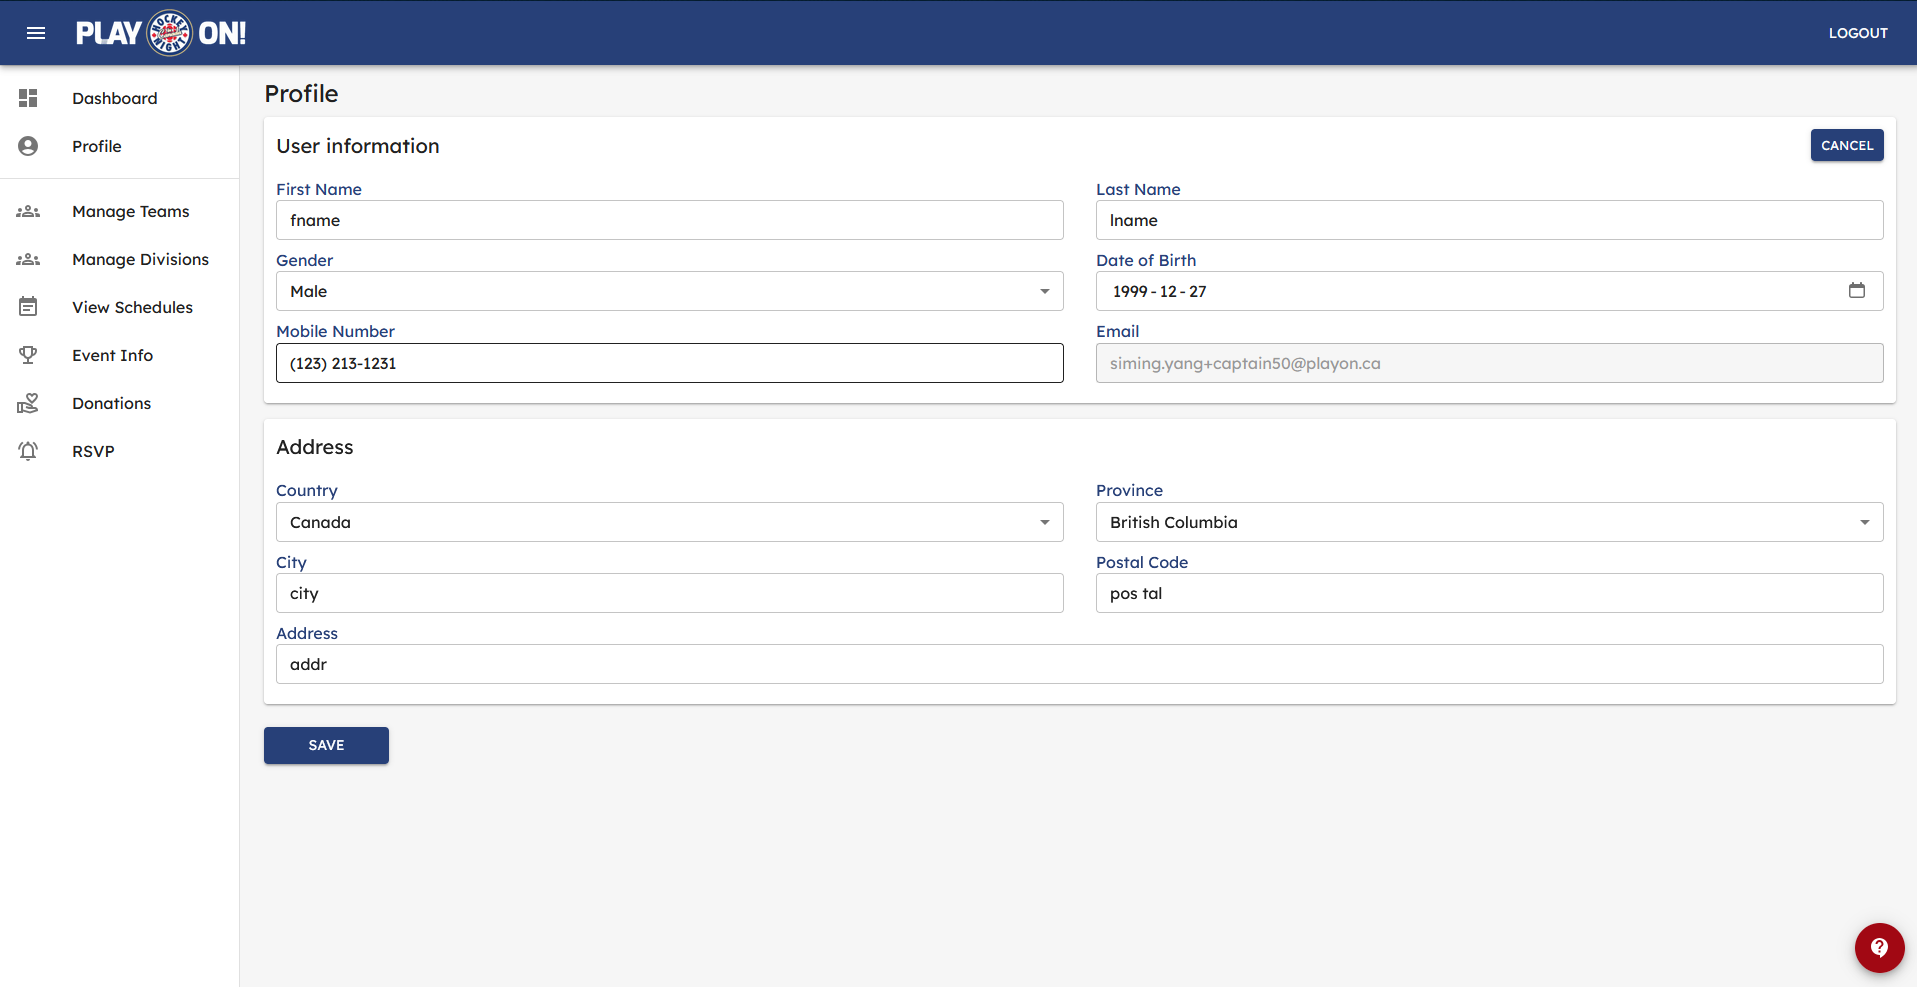 PLAY HOCKEY NIGHT ON!
LOGOUT
Dashboard
Profile
Manage Teams
Manage Divisions
View Schedules
Event Info
Donations
RSVP
Profile
User information
CANCEL
First Name
fname
Last Name
lname
Gender
Male
Date of Birth
1999-12-27
Mobile Number
(123) 213-1231
Email
siming.yang+captain50@playon.ca
Address
Country
Canada
Province
British Columbia
City
city
Postal Code
pos tal
Address
addr
SAVE